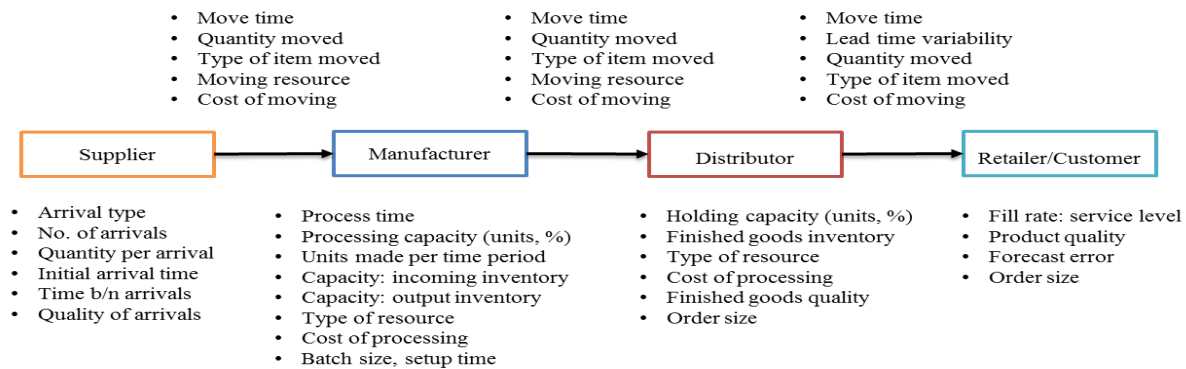 • Move time
• Quantity moved
• Type of item moved
• Moving resource
• Cost of moving
• Move time
• Quantity moved
• Type of item moved
• Moving resource
• Cost of moving
• Move time
• Lead time variability
• Quantity moved
• Type of item moved
• Cost of moving
Supplier
Manufacturer
Distributor
Retailer/Customer
• Arrival type
• No. of arrivals
• Quantity per arrival
• Initial arrival time
• Time b/n arrivals
• Quality of arrivals
• Process time
• Processing capacity (units, %)
• Units made per time period
• Capacity: incoming inventory
• Capacity: output inventory
• Type of resource
• Cost of processing
• Batch size, setup time
• Holding capacity (units, %)
• Finished goods inventory
• Type of resource
• Cost of processing
• Finished goods quality
• Order size
• Fill rate: service level
• Product quality
• Forecast error
• Order size